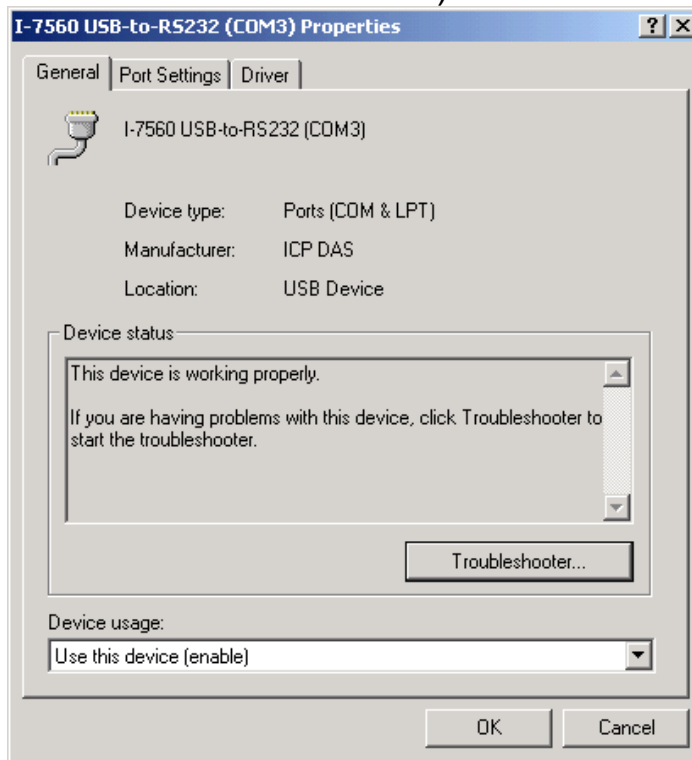 I-7560 USB-to-RS232 (COM3) Properties
General Port Settings Driver
I-7560 USB-to-RS232 (COM3)
Device type: Ports (COM & LPT)
Manufacturer: ICP DAS
Location: USB Device
Device status
This device is working properly.
If you are having problems with this device, click Troubleshooter to
start the troubleshooter.
Troubleshooter...
Device usage:
Use this device (enable)
OK Cancel